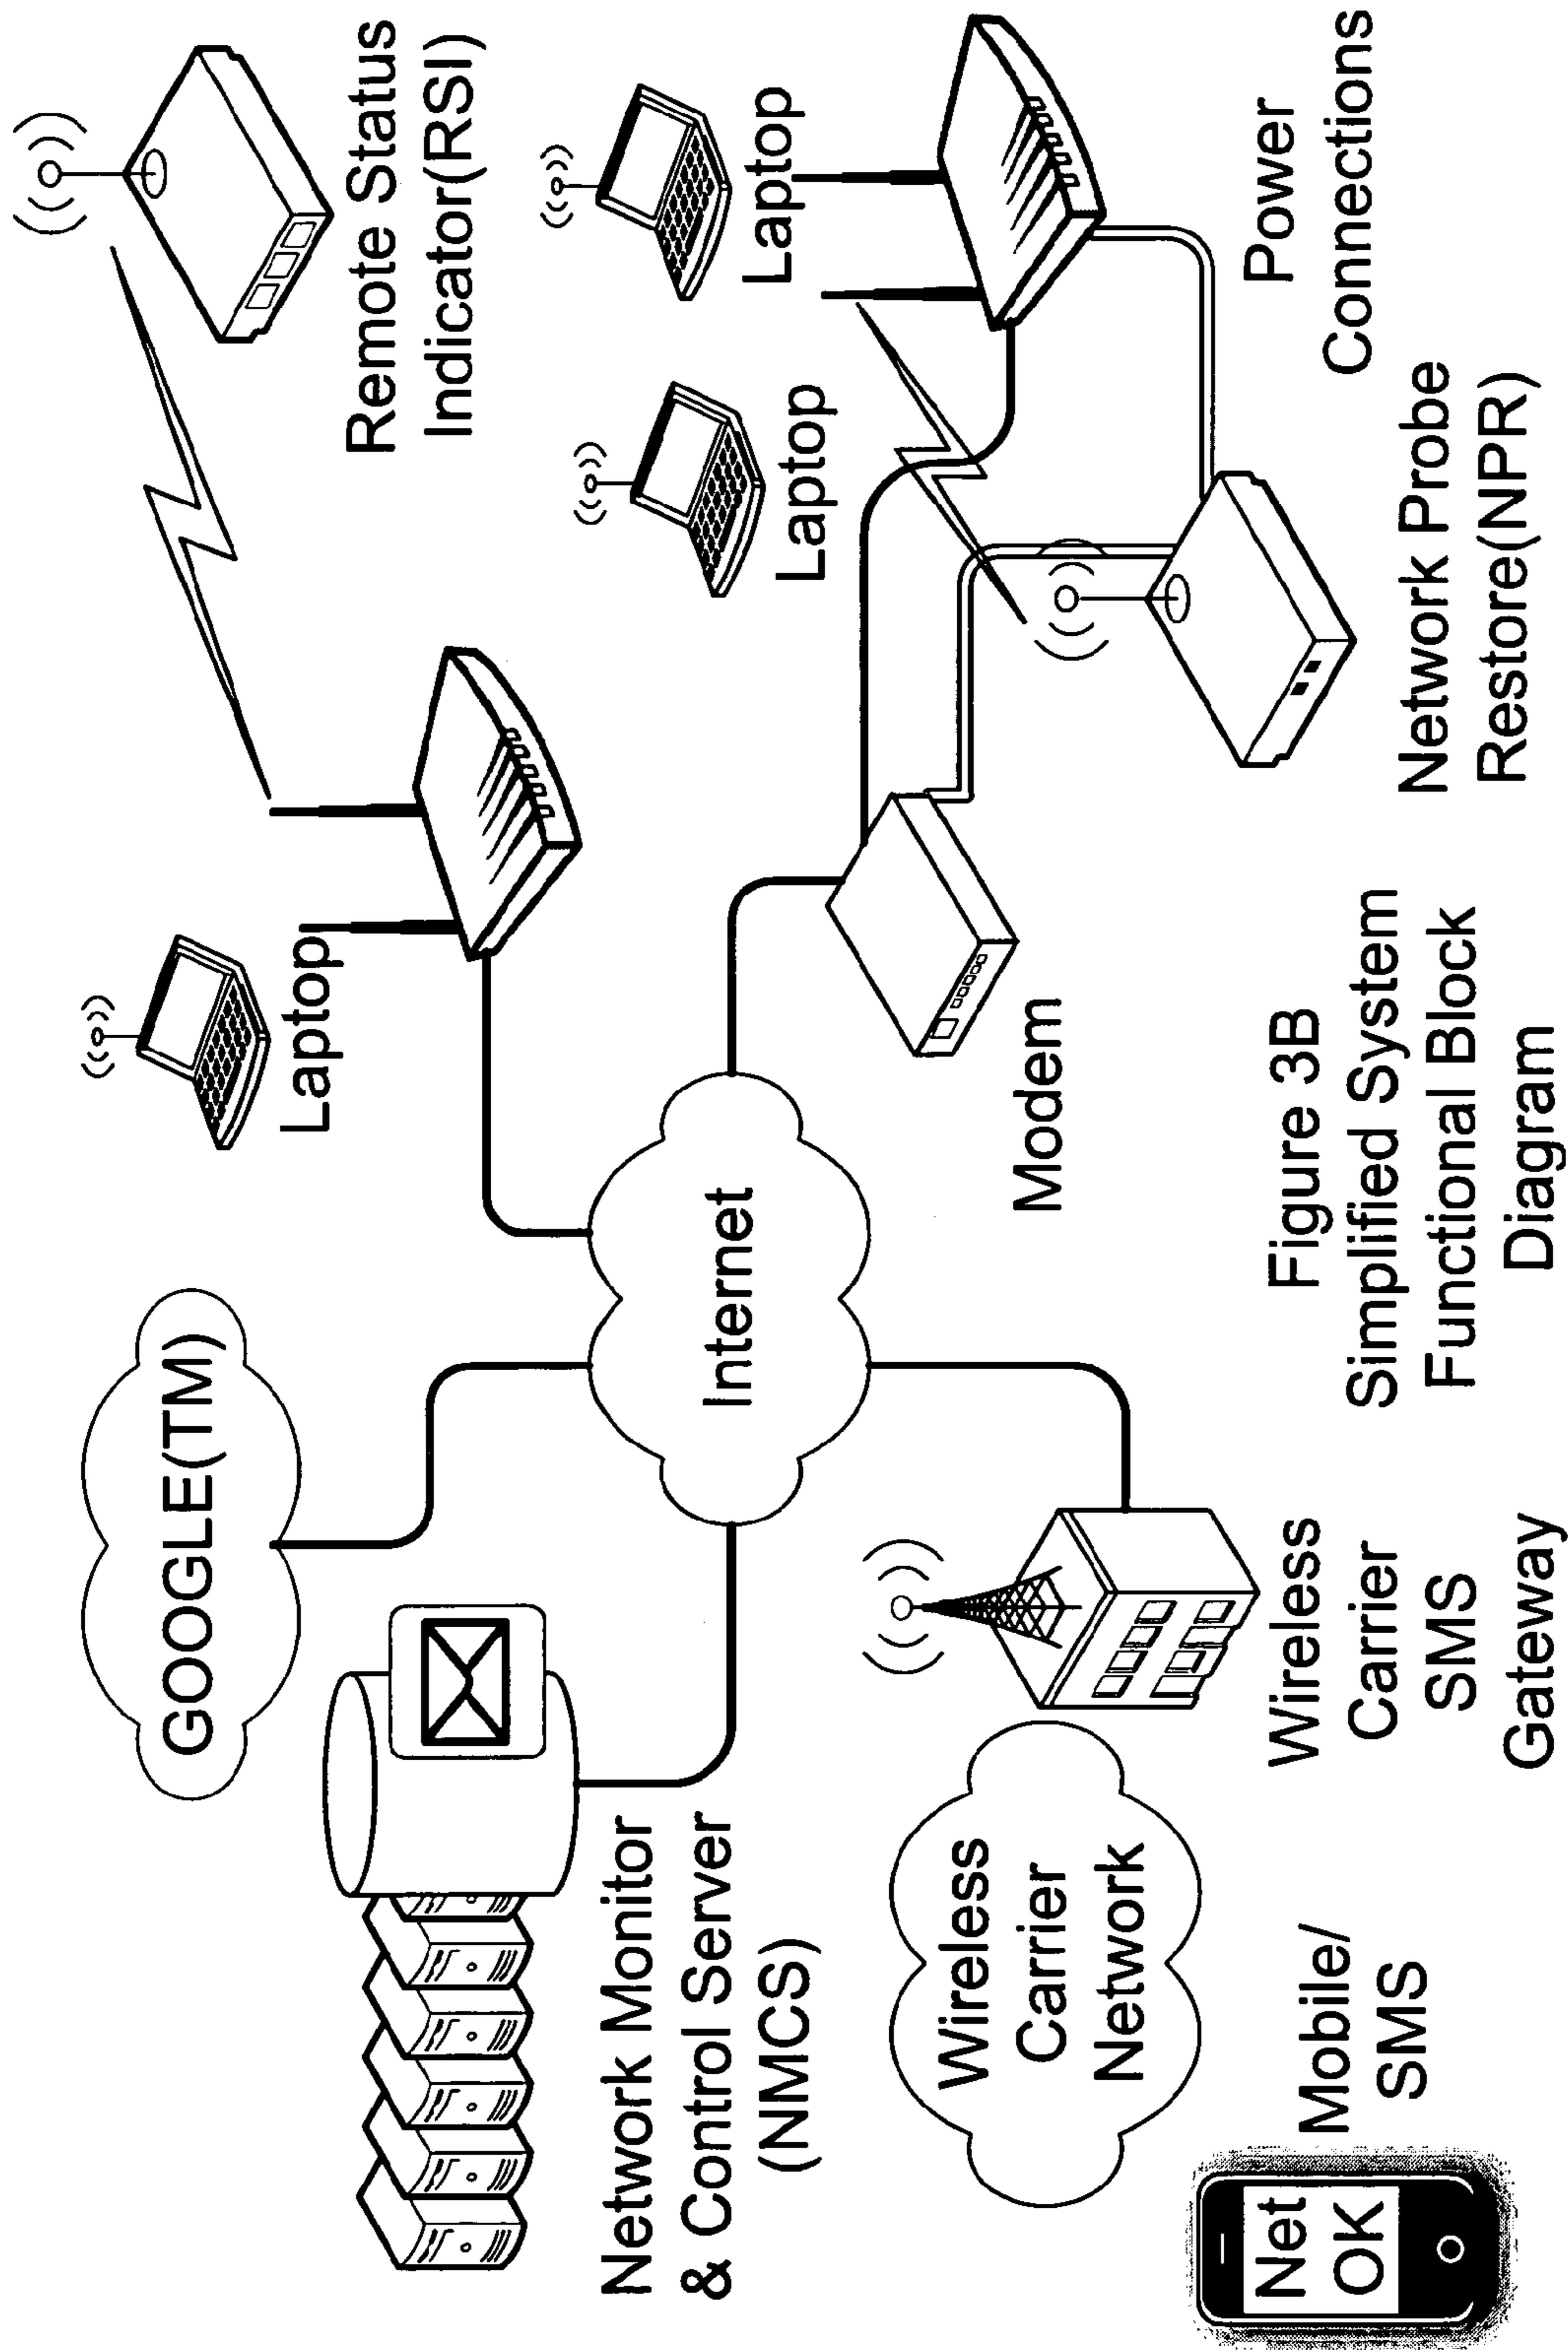 GOOGLE(TM)
Laptop
Remote Status
Indicator(RSI)
Network Monitor
& Control Server
(NMCS)
Internet
Laptop
Laptop
Wireless
Carrier
Network
Modem
Power
Connections
Mobile/
SMS
Net
OK
Wireless
Carrier
SMS
Gateway
Network Probe
Restore(NPR)
Figure 3B
Simplified System
Functional Block
Diagram